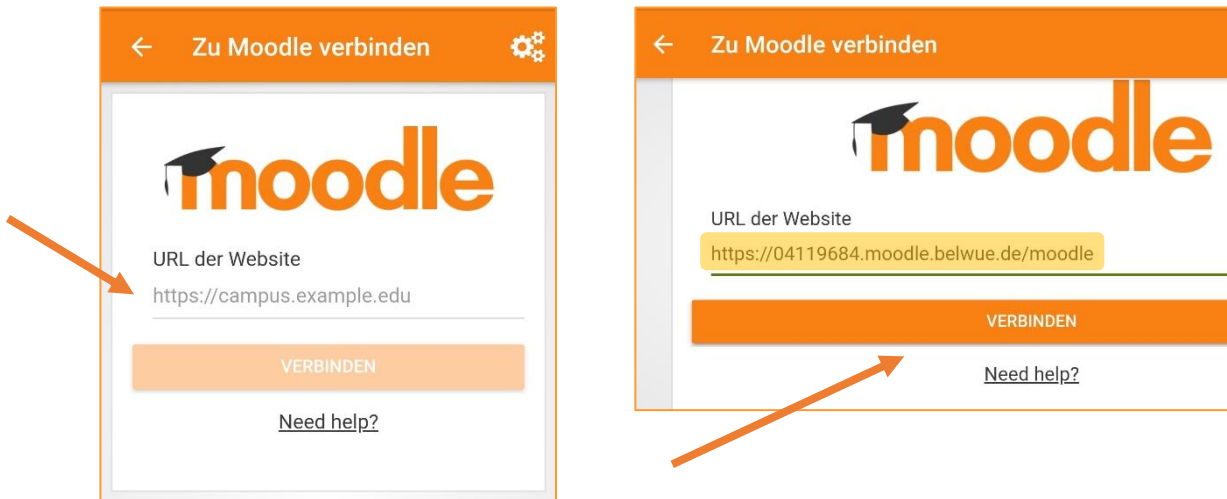 Zu Moodle verbinden
moodle
URL der Website
https://campus.example.edu
VERBINDEN
Need help?
Zu Moodle verbinden
moodle
URL der Website
https://04119684.moodle.belwue.de/moodle
VERBINDEN
Need help?